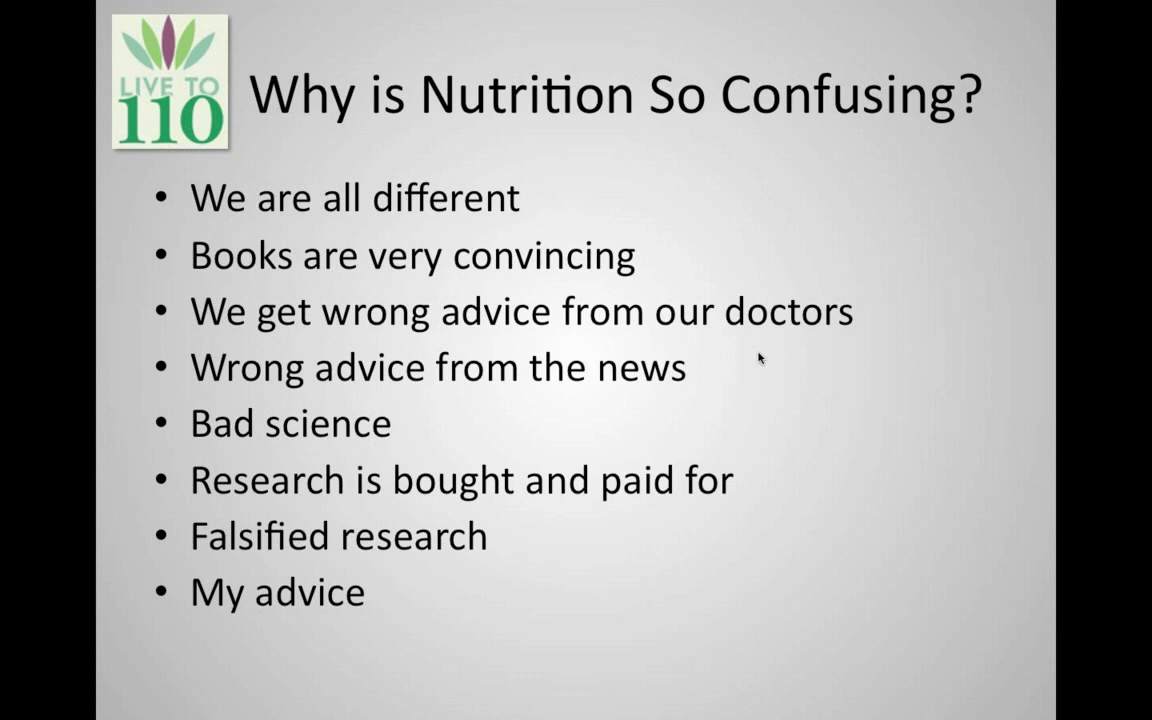 LIVE TO
110
Why is Nutrition So Confusing?
• We are all different
• Books are very convincing
• We get wrong advice from our doctors
• Wrong advice from the news
• Bad science
• Research is bought and paid for
• Falsified research
• My advice